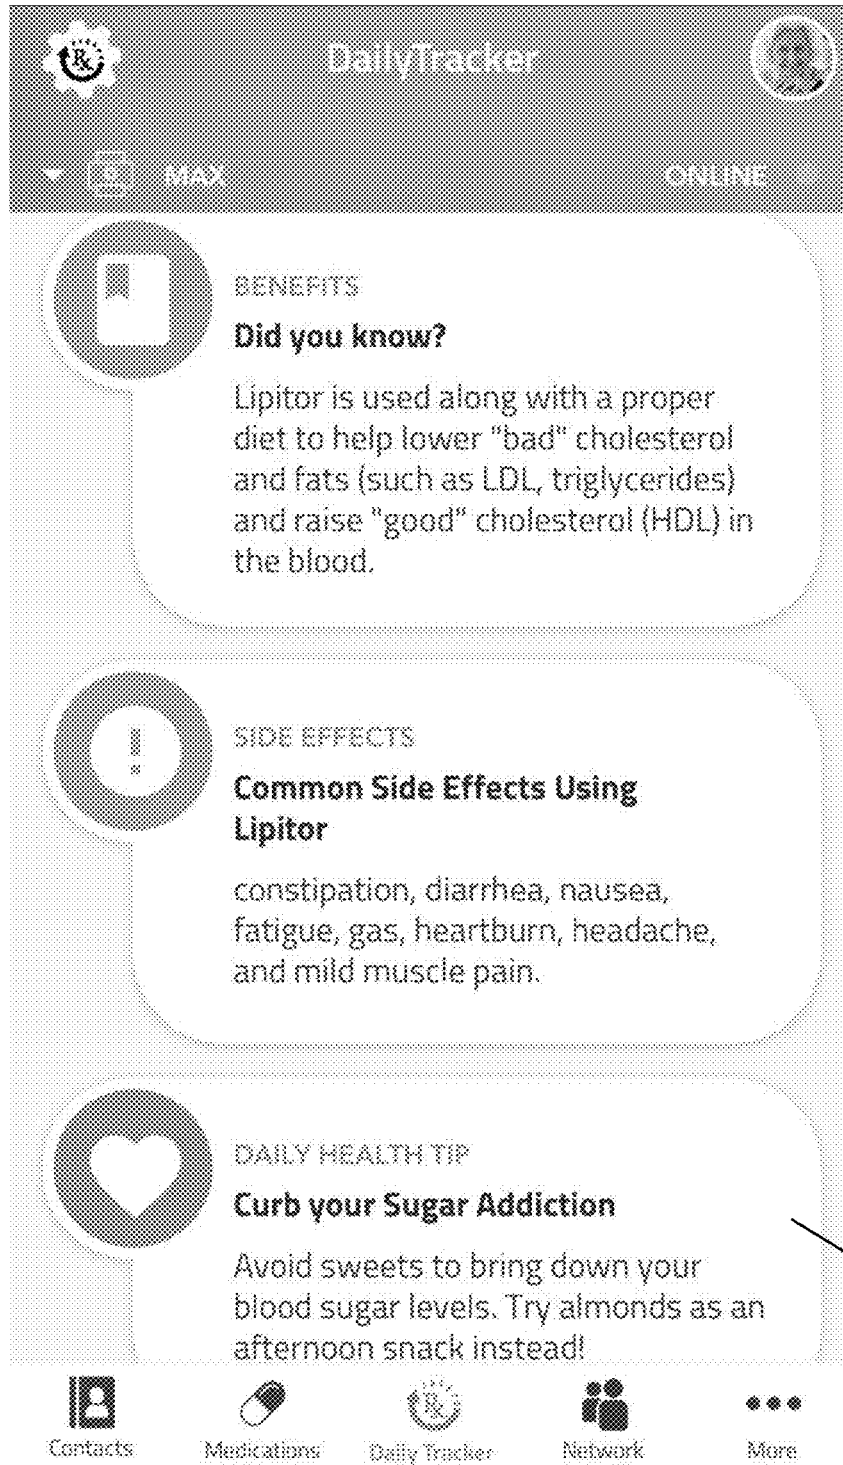 DailyTracker
MAX
ONLINE
BENEFITS
Did you know?
Lipitor is used along with a proper
diet to help lower "bad" cholesterol
and fats (such as LDL, triglycerides)
and raise "good" cholesterol (HDL) in
the blood.
SIDE EFFECTS
Common Side Effects Using
Lipitor
constipation, diarrhea, nausea,
fatigue, gas, heartburn, headache,
and mild muscle pain.
DAILY HEALTH TIP
Curb your Sugar Addiction
Avoid sweets to bring down your
blood sugar levels. Try almonds as an
afternoon snack instead!
Contacts
Medications
Daily Tracker
Network
More